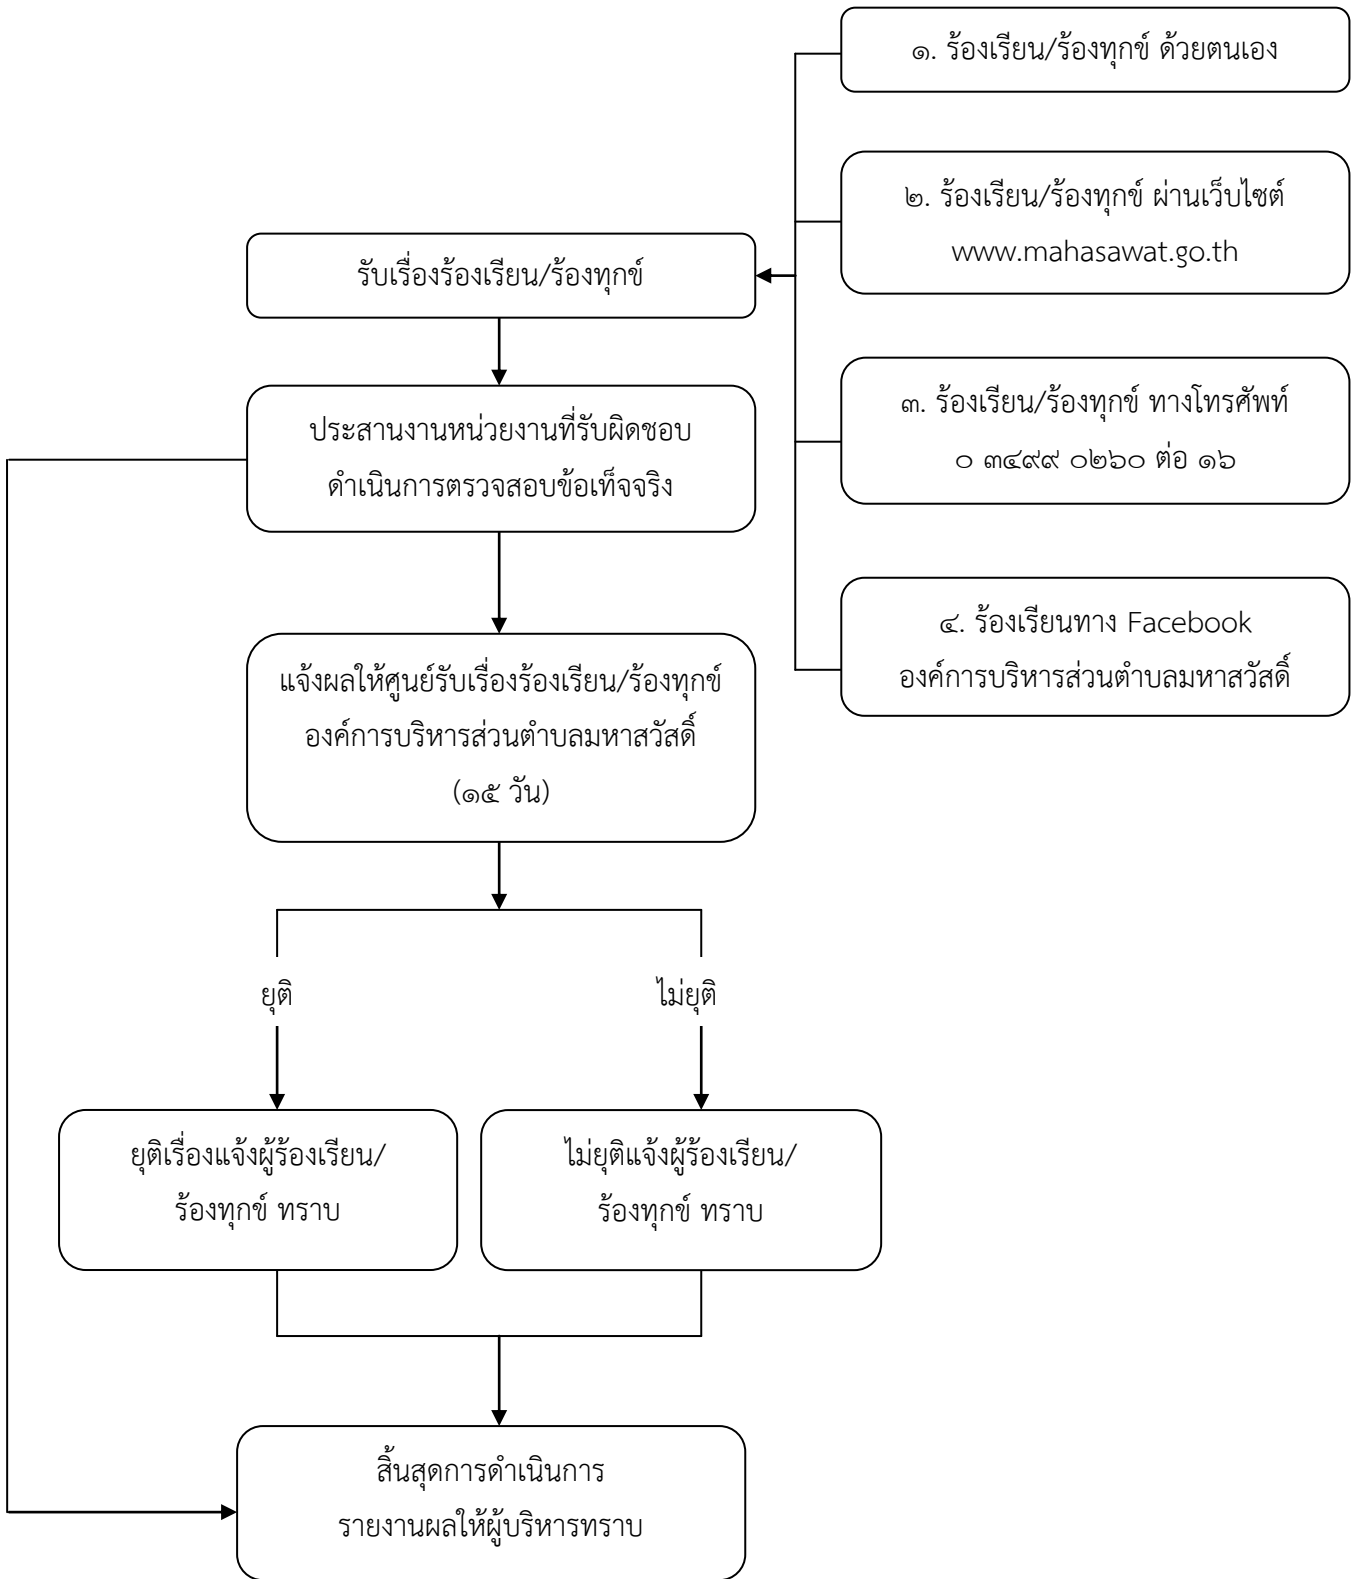 ๑. ร้องเรียน/ร้องทุกข์ ด้วยตนเอง
๒. ร้องเรียน/ร้องทุกข์ ผ่านเว็บไซต์
www.mahasawat.go.th
รับเรื่องร้องเรียน/ร้องทุกข์
๓. ร้องเรียน/ร้องทุกข์ ทางโทรศัพท์
๐ ๓๔๙๙ ๐๒๖๐ ต่อ ๑๖
ประสานงานหน่วยงานที่รับผิดชอบ
ดำเนินการตรวจสอบข้อเท็จจริง
๔. ร้องเรียนทาง Facebook
องค์การบริหารส่วนตำบลมหาสวัสดิ์
แจ้งผลให้ศูนย์รับเรื่องร้องเรียน/ร้องทุกข์
องค์การบริหารส่วนตำบลมหาสวัสดิ์
(๑๕ วัน)
ยุติ
ไม่ยุติ
ยุติเรื่องแจ้งผู้ร้องเรียน/
ร้องทุกข์ ทราบ
ไม่ยุติแจ้งผู้ร้องเรียน/
ร้องทุกข์ ทราบ
สิ้นสุดการดำเนินการ
รายงานผลให้ผู้บริหารทราบ